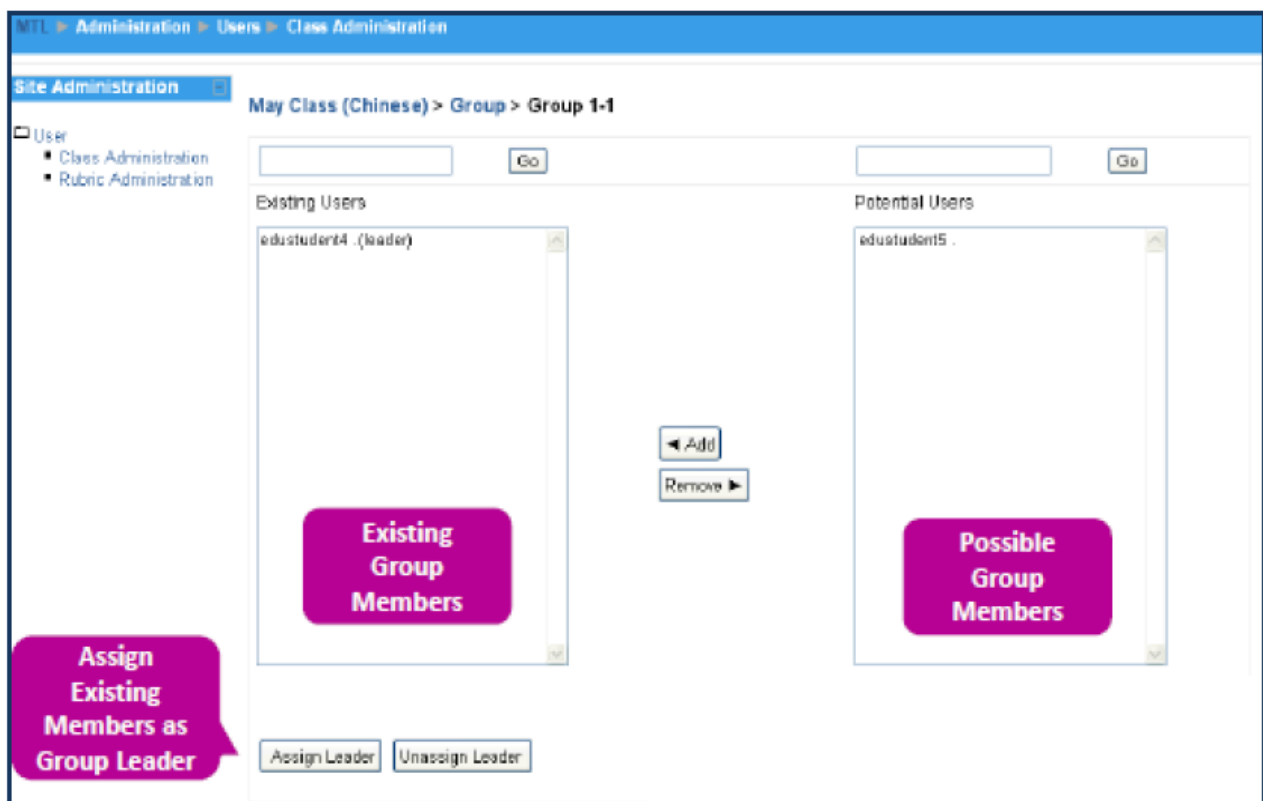 MTL ▶ Administration ▶ Users ▶ Class Administration
Site Administration
User
Class Administration
Rubric Administration
May Class (Chinese) > Group > Group 1-1
Go
Go
Existing Users
Potential Users
edustudent4 .(leader)
edustudent5 .
◄ Add
Remove ►
Existing
Group
Members
Possible
Group
Members
Assign
Existing
Members as
Group Leader
Assign Leader
Unassign Leader